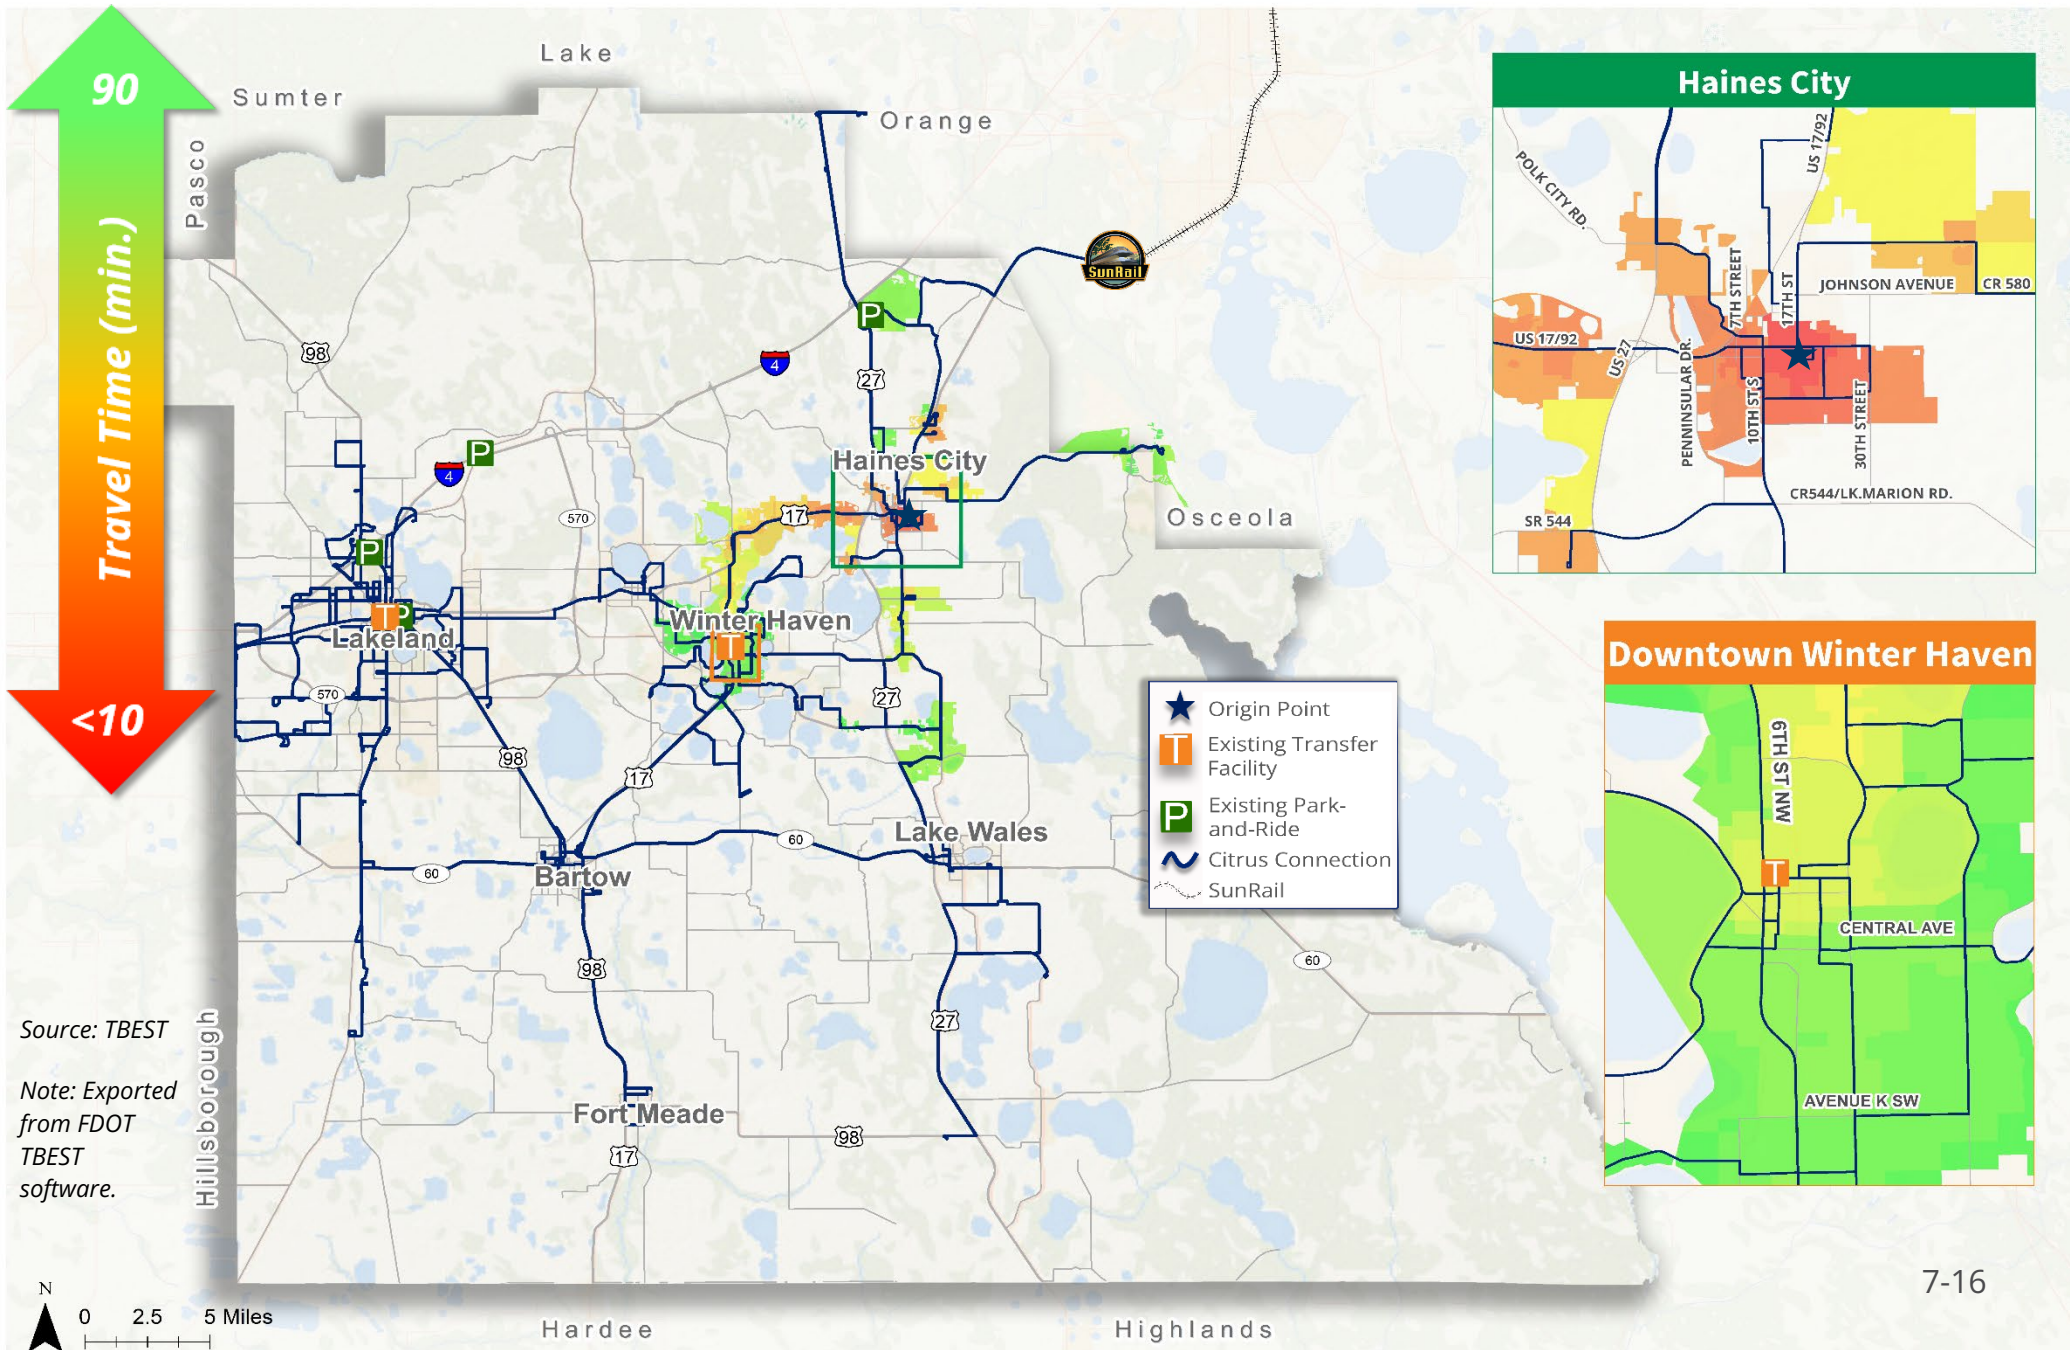 90
Travel Time (min.)
<10
Lake
Sumter
Orange
Pasco
SunRail
98
4
27
P
4
P
Haines City
570
17
Osceola
P
T
P
Lakeland
Winter Haven
T
570
27
98
17
60
Lake Wales
60
Bartow
98
60
27
Hillsborough
Fort Meade
98
17
Hardee
Highlands
Haines City
US 17/92
POLK CITY RD.
7TH STREET
17TH ST
JOHNSON AVENUE
CR 580
US 17/92
US 27
PENNINSULAR DR.
10TH ST S
30TH STREET
CR544/LK.MARION RD.
SR 544
Downtown Winter Haven
6TH ST NW
T
CENTRAL AVE
AVENUE K SW
Origin Point
T
Existing Transfer
Facility
P
Existing Park-
and-Ride
Citrus Connection
SunRail
Source: TBEST
Note: Exported
from FDOT
TBEST
software.
N
0 2.5 5 Miles
7-16